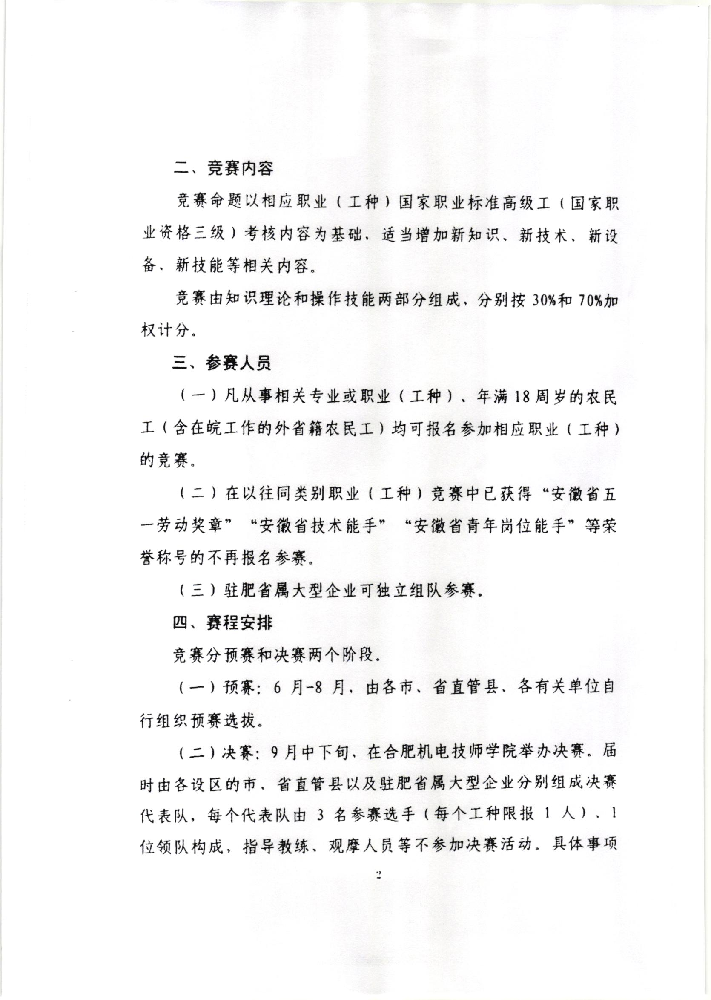 二、竞赛内容
竞赛命题以相应职业（工种）国家职业标准高级工（国家职
业资格三级）考核内容为基础，适当增加新知识、新技术、新设
备、新技能等相关内容。
竞赛由知识理论和操作技能两部分组成，分别按 30%和 70%加
权计分。
三、参赛人员
（一）凡从事相关专业或职业（工种）、年满 18 周岁的农民
工（含在皖工作的外省籍农民工）均可报名参加相应职业（工种）
的竞赛。
（二）在以往同类别职业（工种）竞赛中已获得“安徽省五
一劳动奖章”“安徽省技术能手”“安徽省青年岗位能手”等荣
誉称号的不再报名参赛。
（三）驻肥省属大型企业可独立组队参赛。
四、赛程安排
竞赛分预赛和决赛两个阶段。
（一）预赛：6 月-8 月，由各市、省直管县、各有关单位自
行组织预赛选拔。
（二）决赛：9 月中下旬，在合肥机电技师学院举办决赛。届
时由各设区的市、省直管县以及驻肥省属大型企业分别组成决赛
代表队，每个代表队由 3 名参赛选手（每个工种限报 1 人）、1
位领队构成，指导教练、观摩人员等不参加决赛活动。具体事项
2